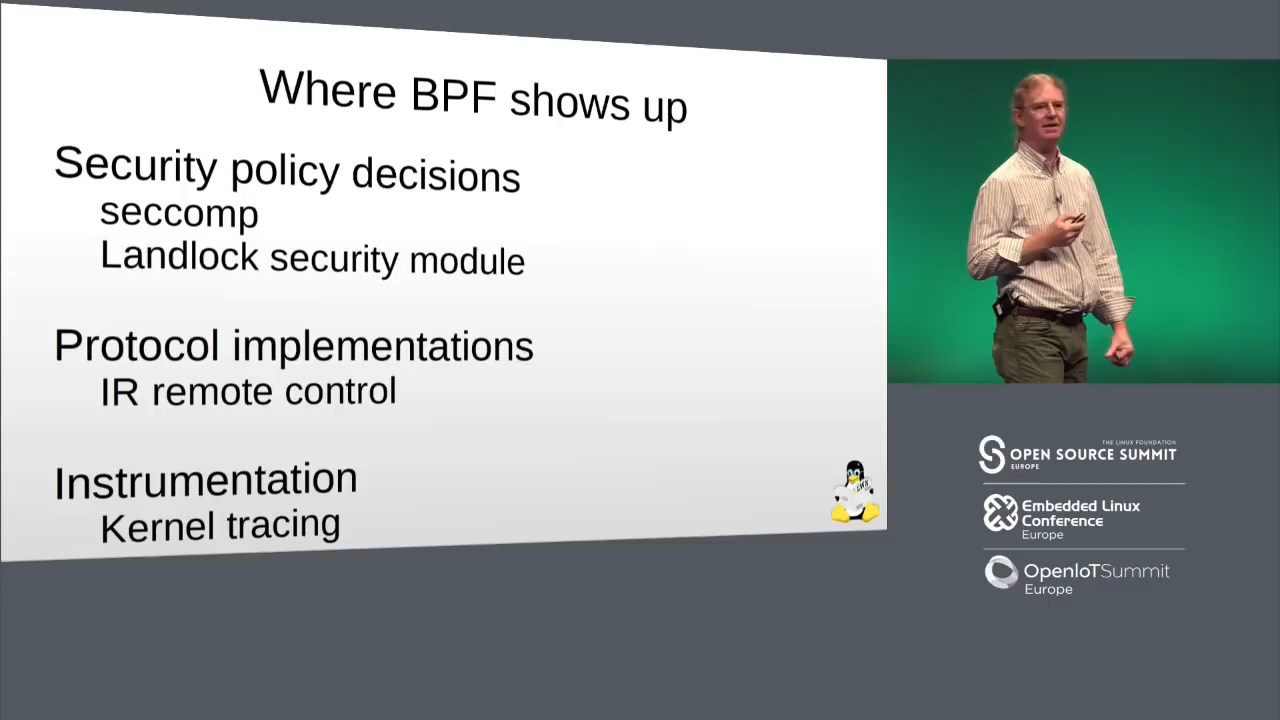 Where BPF shows up
Security policy decisions
seccomp
Landlock security module
Protocol implementations
IR remote control
Instrumentation
Kernel tracing
LWN
THE LINUX FOUNDATION
OPEN SOURCE SUMMIT
EUROPE
Embedded Linux
Conference
Europe
OpenIoTSummit
Europe